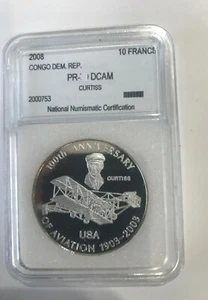 2008
10 FRANCS
CONGO DEM. REP.
DCAM
CURTISS
2000753
National Numismatic Certification
100th ANNIVERSARY
CURTISS
USA
OF AVIATION 1903-2003